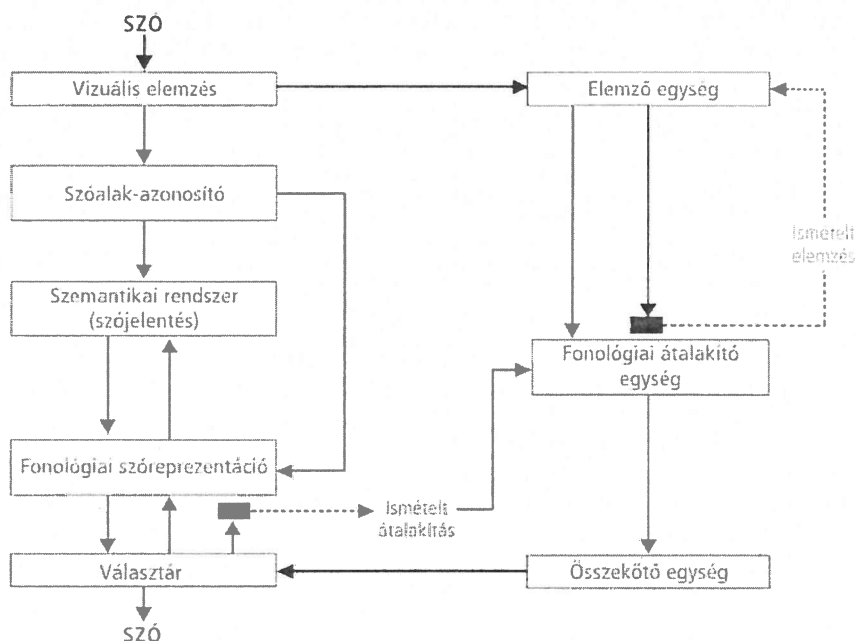 SZÓ
Vizuális elemzés
Elemző egység
Szóalak-azonosító
Ismételt
elemzés
Szemantikai rendszer
(szójelentés)
Fonológiai átalakító
egység
Fonológiai szóreprezentáció
Ismételt
átalakítás
Választár
Összekötő egység
SZÓ